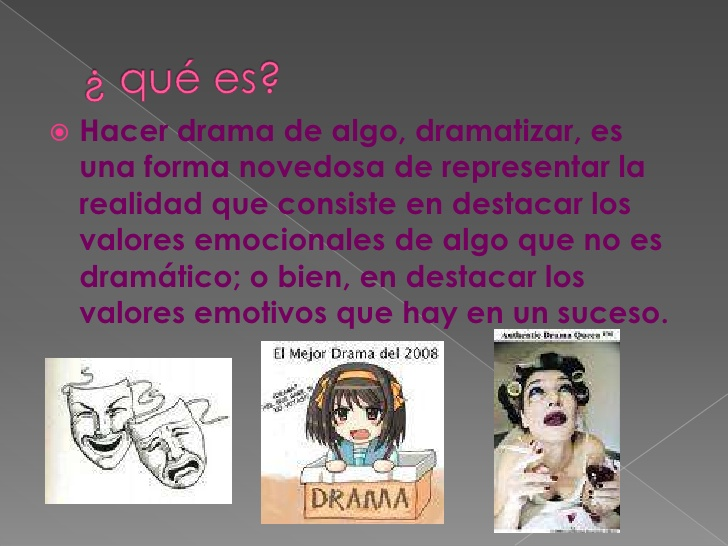 ¿ qué es?
Hacer drama de algo, dramatizar, es
una forma novedosa de representar la
realidad que consiste en destacar los
valores emocionales de algo que no es
dramático; o bien, en destacar los
valores emotivos que hay en un suceso.
El Mejor Drama del 2008
DRAMA
Authentic Drama Queen ™